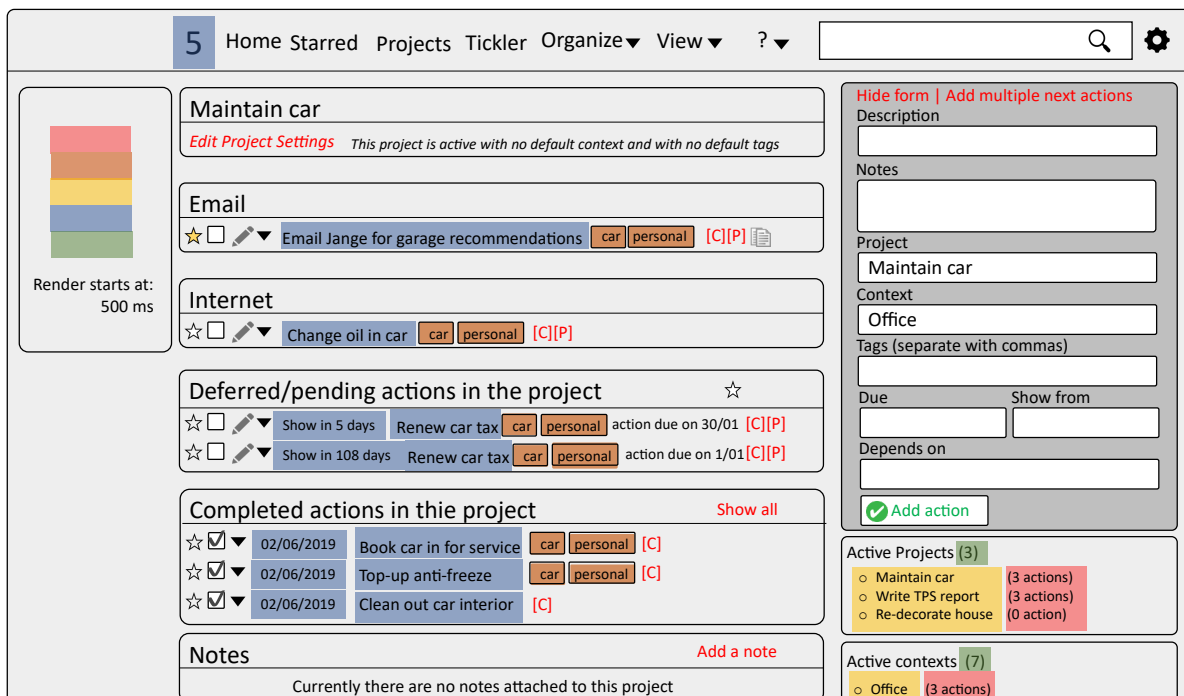 5 Home Starred Projects Tickler Organize View ?
Render starts at:
500 ms
Maintain car
Edit Project Settings This project is active with no default context and with no default tags
Email
Email Jange for garage recommendations car personal [C][P]
Internet
Change oil in car car personal [C][P]
Deferred/pending actions in the project
Show in 5 days Renew car tax car personal action due on 30/01 [C][P]
Show in 108 days Renew car tax car personal action due on 1/01 [C][P]
Completed actions in thie project Show all
02/06/2019 Book car in for service car personal [C]
02/06/2019 Top-up anti-freeze car personal [C]
02/06/2019 Clean out car interior [C]
Notes Add a note
Currently there are no notes attached to this project
Hide form | Add multiple next actions
Description
Notes
Project
Maintain car
Context
Office
Tags (separate with commas)
Due Show from
Depends on
Add action
Active Projects (3)
Maintain car (3 actions)
Write TPS report (3 actions)
Re-decorate house (0 action)
Active contexts (7)
Office (3 actions)